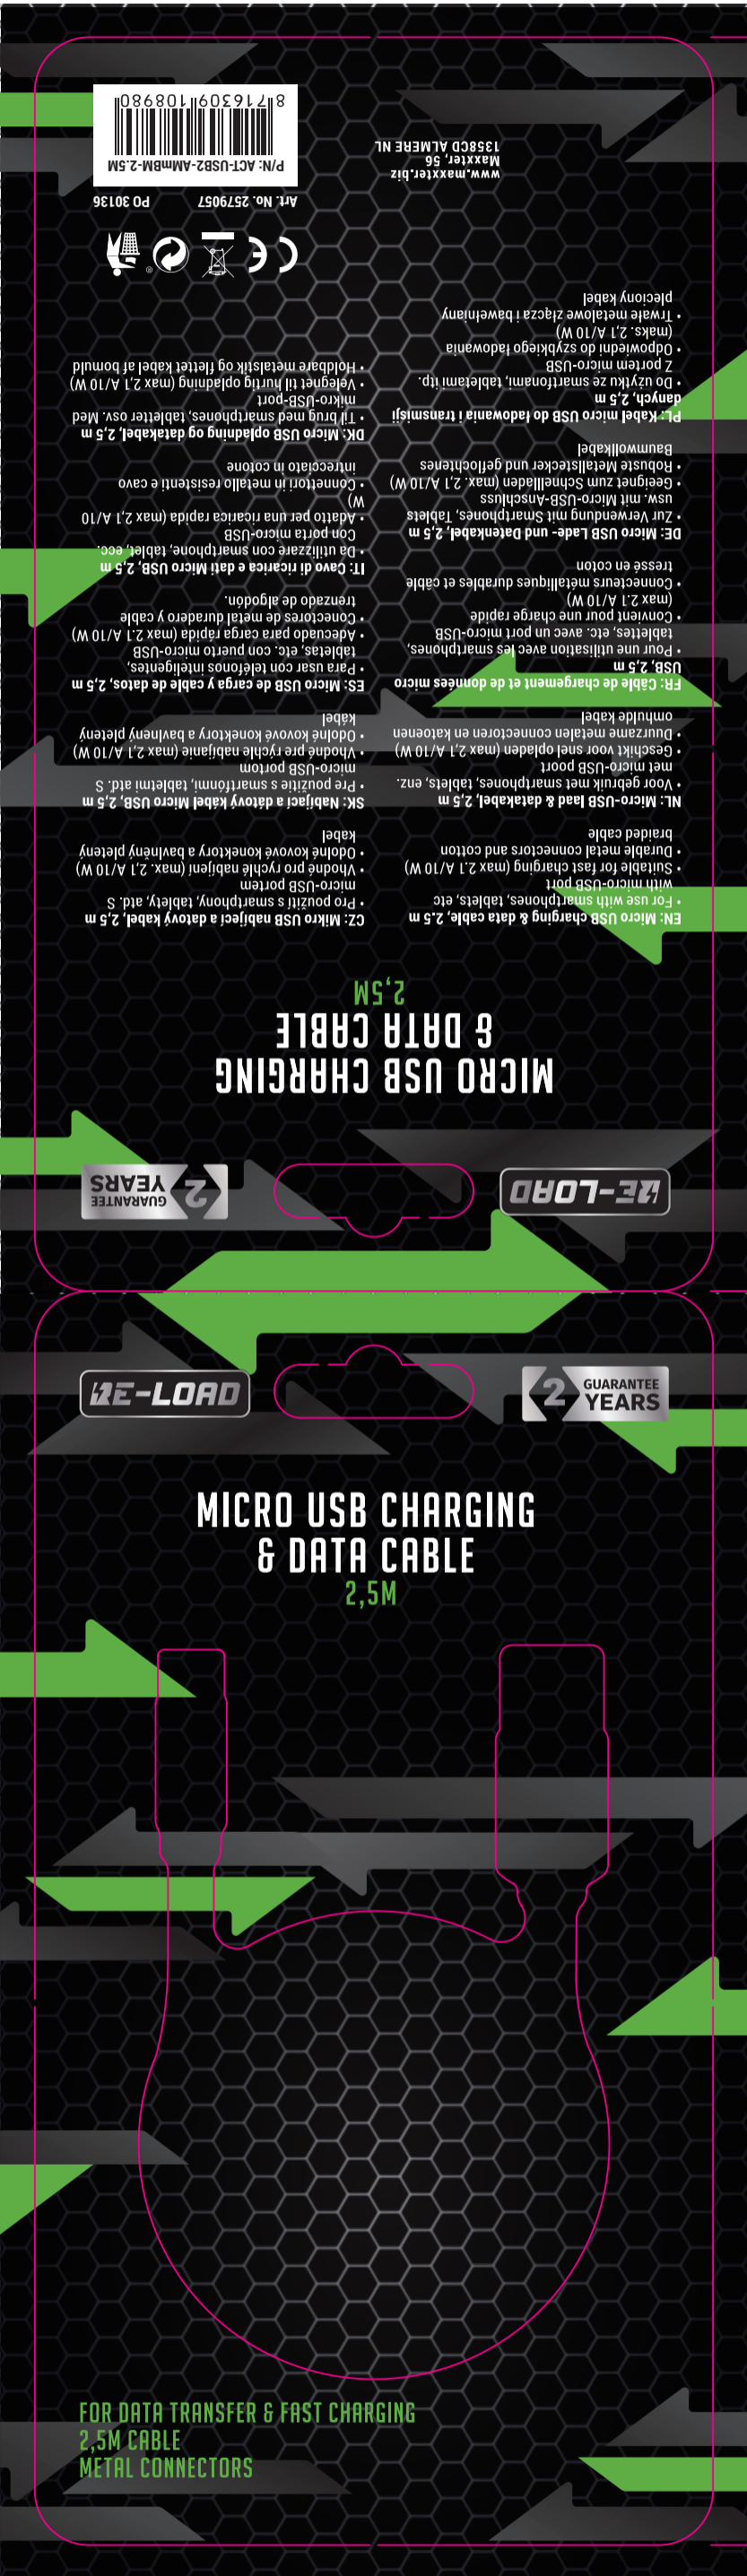 RE-LOAD
2 GUARANTEE
YEARS
MICRO USB CHARGING
& DATA CABLE
2,5M
FOR DATA TRANSFER & FAST CHARGING
2,5M CABLE
METAL CONNECTORS
RE-LOAD
2 GUARANTEE
YEARS
MICRO USB CHARGING
& DATA CABLE
2,5M
EN: Micro USB charging & data cable, 2.5 m
• For use with smartphones, tablets, etc
with micro-USB port
• Suitable for fast charging (max 2.1 A/10 W)
• Durable metal connectors and cotton
braided cable
NL: Micro-USB laad & datakabel, 2,5 m
• Voor gebruik met smartphones, tablets, enz.
met micro-USB poort
• Geschikt voor snel opladen (max 2,1 A/10 W)
• Duurzame metalen connectoren en katoenen
omhulde kabel
FR: Câble de chargement et de données micro
USB, 2,5 m
• Pour une utilisation avec les smartphones,
tablettes, etc. avec un port micro-USB
• Convient pour une charge rapide
(max 2.1 A/10 W)
• Connecteurs métalliques durables et câble
tressé en coton
DE: Micro USB Lade- und Datenkabel, 2,5 m
• Zur Verwendung mit Smartphones, Tablets
usw. mit Micro-USB-Anschluss
• Geeignet zum Schnellladen (max. 2,1 A/10 W)
• Robuste Metallstecker und geflochtenes
Baumwollkabel
PL: Kabel micro USB do ładowania i transmisji
danych, 2,5 m
• Do użytku ze smartfonami, tabletami itp.
Z portem micro-USB
• Odpowiedni do szybkiego ładowania
(maks. 2,1 A/10 W)
• Trwałe metalowe złącza i bawełniany
pleciony kabel
CZ: Mikro USB nabíjecí a datový kabel, 2,5 m
• Pro použití s smartphony, tablety, atd. S
micro-USB portem
• Vhodné pro rychlé nabíjení (max. 2,1 A/10 W)
• Odolné kovové konektory a bavlněný pletený
kabel
SK: Nabíjací a dátový kábel Micro USB, 2,5 m
• Pre použitie s smartfónmi, tabletmi atď. S
micro-USB portom
• Vhodné pre rýchle nabíjanie (max 2,1 A/10 W)
• Odolné kovové konektory a bavlnený pletený
kábel
ES: Micro USB de carga y cable de datos, 2,5 m
• Para usar con teléfonos inteligentes,
tabletas, etc. con puerto micro-USB
• Adecuado para carga rápida (max 2.1 A/10 W)
• Conectores de metal duradero y cable
trenzado de algodón.
IT: Cavo di ricarica e dati Micro USB, 2,5 m
• Da utilizzare con smartphone, tablet, ecc.
Con porta micro-USB
• Adatto per una ricarica rapida (max 2,1 A/10
W)
• Connettori in metallo resistenti e cavo
intrecciato in cotone
DK: Micro USB opladning og datakabel, 2,5 m
• Til brug med smartphones, tabletter osv. Med
mikro-USB-port
• Velegnet til hurtig opladning (max 2,1 A/10 W)
• Holdbare metalstik og flettet kabel af bomuld
www.maxxter.biz
Maxxter, 56
1358CD ALMERE NL
CE
Art. No. 2579057 PO 30136
P/N: ACT-USB2-AMmBM-2.5M
8 716309 108980